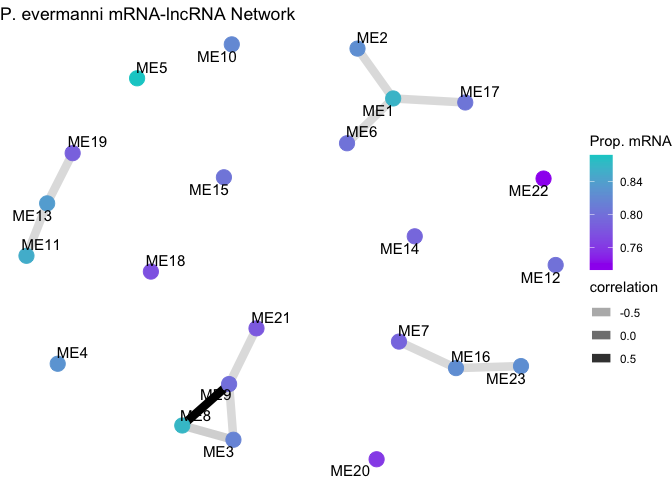 P. evermanni mRNA-lncRNA Network
ME2
ME10
ME5
ME17
ME1
ME6
ME19
ME15
ME22
ME13
ME11
ME14
ME18
ME12
ME21
ME7
ME4
ME16
ME23
ME9
ME8
ME3
ME20
Prop. mRNA
0.84
0.80
0.76
correlation
-0.5
0.0
0.5